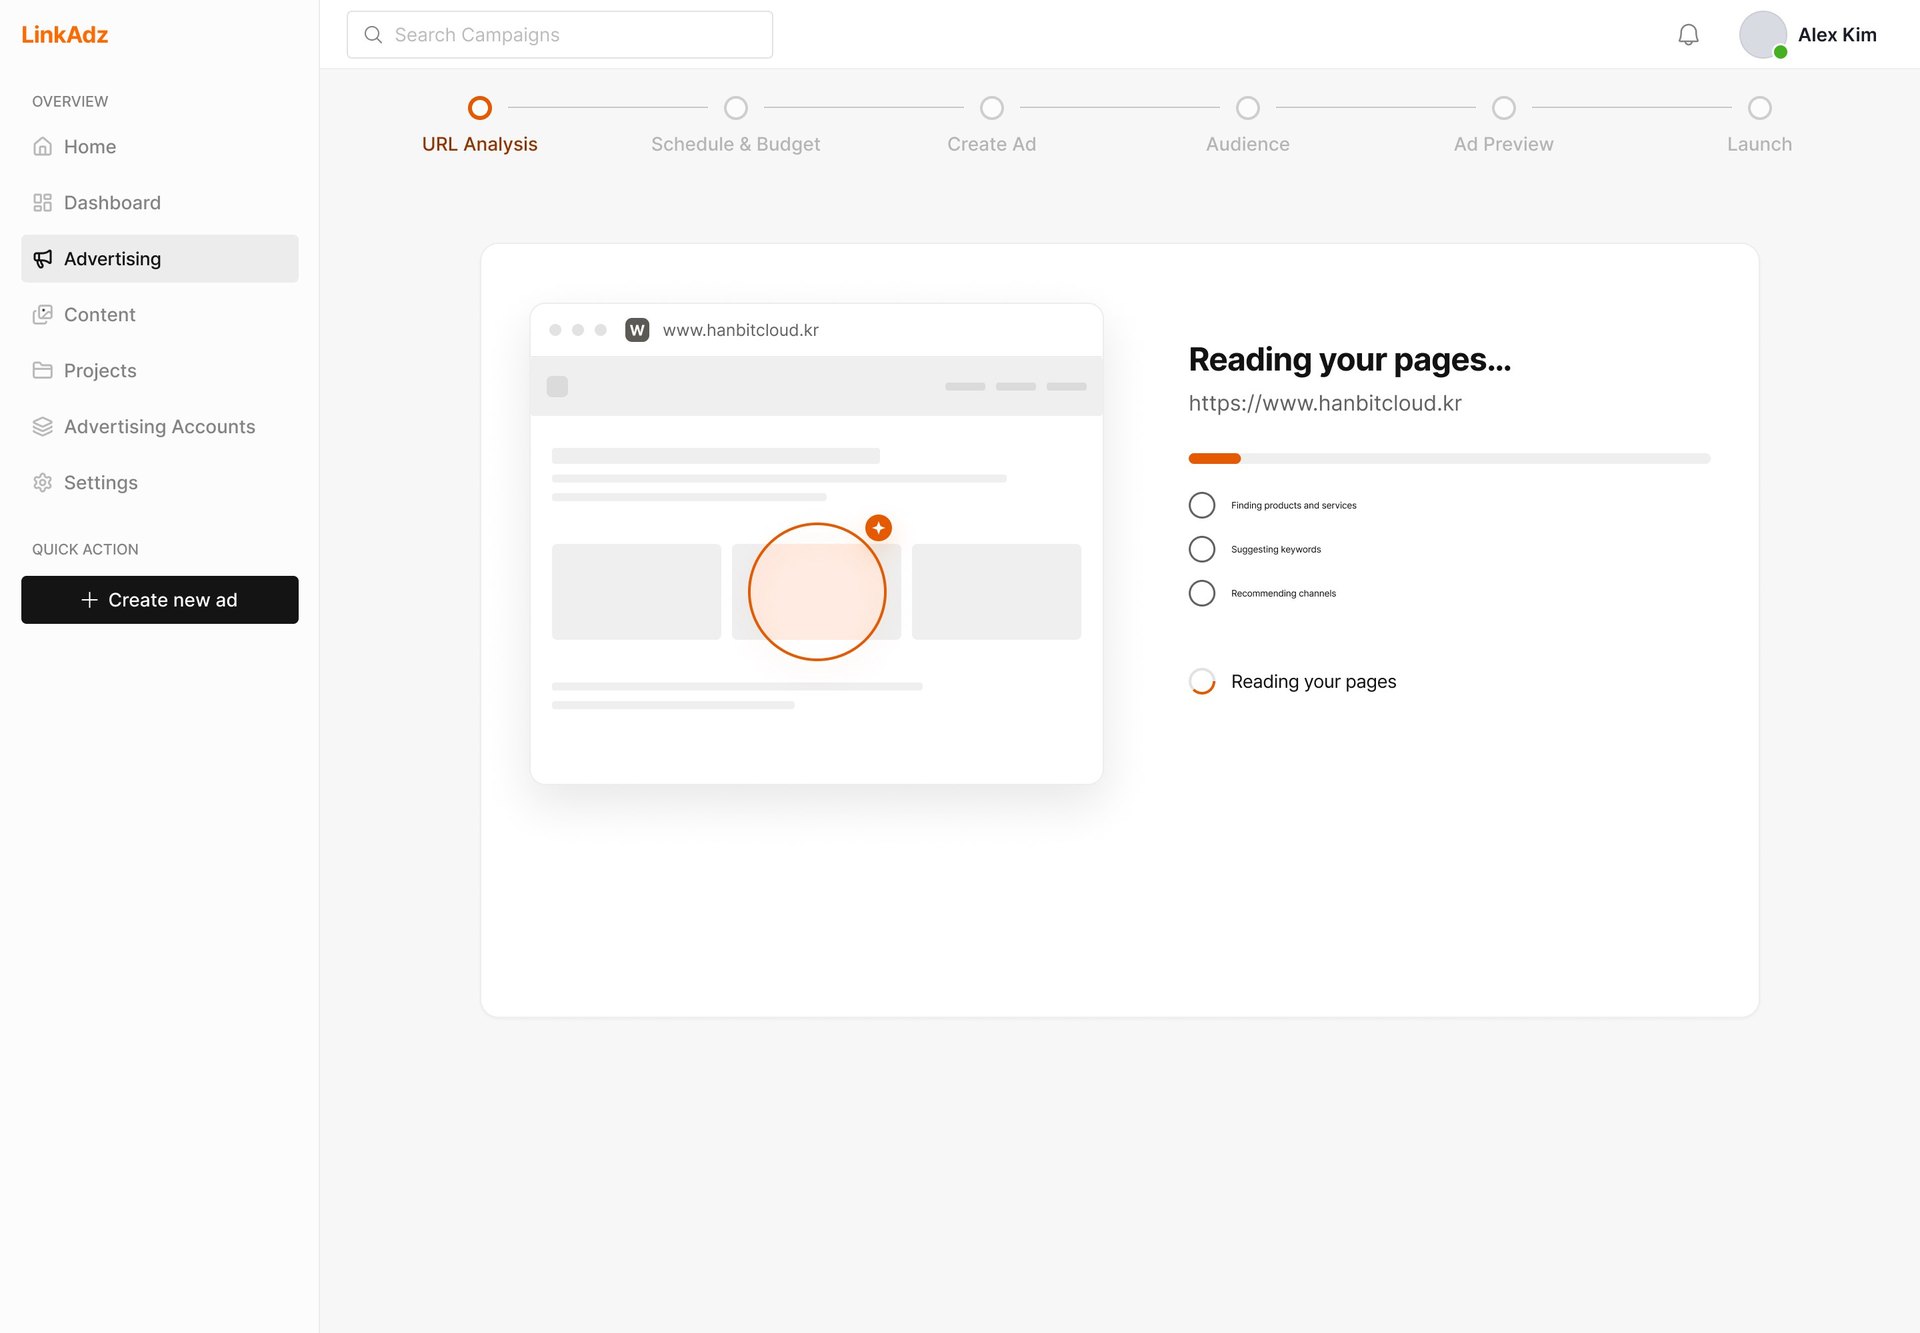 LinkAdz
Search Campaigns
Alex Kim
OVERVIEW
Home
Dashboard
Advertising
Content
Projects
Advertising Accounts
Settings
QUICK ACTION
Create new ad
URL Analysis
Schedule & Budget
Create Ad
Audience
Ad Preview
Launch
W www.hanbitcloud.kr
Reading your pages...
https://www.hanbitcloud.kr
Finding products and services
Suggesting keywords
Recommending channels
Reading your pages